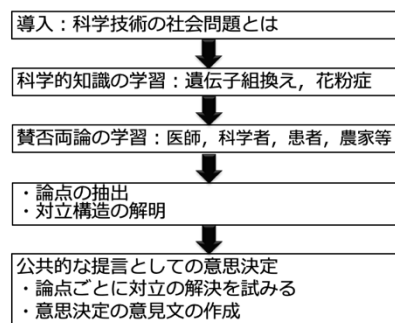 導入：科学技術の社会問題とは
科学的知識の学習：遺伝子組換え，花粉症
賛否両論の学習：医師，科学者，患者，農家等
・論点の抽出
・対立構造の解明
公共的な提言としての意思決定
・論点ごとに対立の解決を試みる
・意思決定の意見文の作成